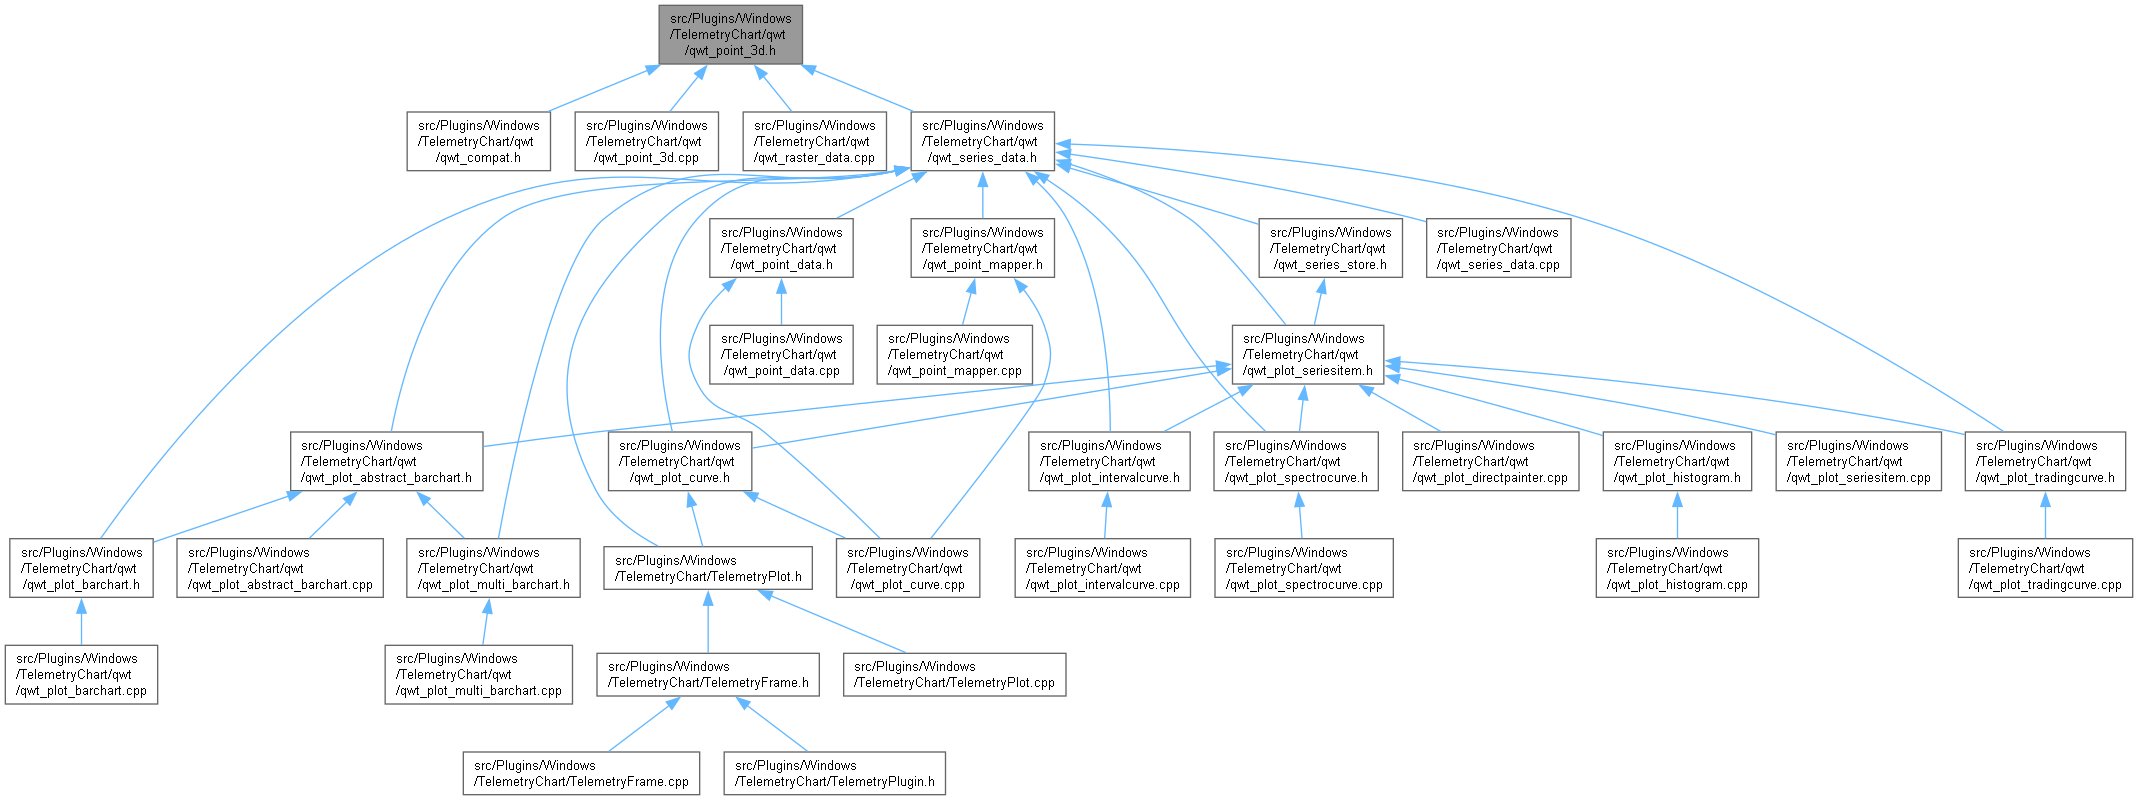 src/Plugins/Windows
/TelemetryChart/qwt
/qwt_point_3d.h
src/Plugins/Windows
/TelemetryChart/qwt
/qwt_compat.h
src/Plugins/Windows
/TelemetryChart/qwt
/qwt_point_3d.cpp
src/Plugins/Windows
/TelemetryChart/qwt
/qwt_raster_data.cpp
src/Plugins/Windows
/TelemetryChart/qwt
/qwt_series_data.h
src/Plugins/Windows
/TelemetryChart/qwt
/qwt_point_data.h
src/Plugins/Windows
/TelemetryChart/qwt
/qwt_point_mapper.h
src/Plugins/Windows
/TelemetryChart/qwt
/qwt_series_store.h
src/Plugins/Windows
/TelemetryChart/qwt
/qwt_series_data.cpp
src/Plugins/Windows
/TelemetryChart/qwt
/qwt_point_data.cpp
src/Plugins/Windows
/TelemetryChart/qwt
/qwt_point_mapper.cpp
src/Plugins/Windows
/TelemetryChart/qwt
/qwt_plot_seriesitem.h
src/Plugins/Windows
/TelemetryChart/qwt
/qwt_plot_abstract_barchart.h
src/Plugins/Windows
/TelemetryChart/qwt
/qwt_plot_curve.h
src/Plugins/Windows
/TelemetryChart/qwt
/qwt_plot_intervalcurve.h
src/Plugins/Windows
/TelemetryChart/qwt
/qwt_plot_spectrocurve.h
src/Plugins/Windows
/TelemetryChart/qwt
/qwt_plot_directpainter.cpp
src/Plugins/Windows
/TelemetryChart/qwt
/qwt_plot_histogram.h
src/Plugins/Windows
/TelemetryChart/qwt
/qwt_plot_seriesitem.cpp
src/Plugins/Windows
/TelemetryChart/qwt
/qwt_plot_tradingcurve.h
src/Plugins/Windows
/TelemetryChart/qwt
/qwt_plot_barchart.h
src/Plugins/Windows
/TelemetryChart/qwt
/qwt_plot_abstract_barchart.cpp
src/Plugins/Windows
/TelemetryChart/qwt
/qwt_plot_multi_barchart.h
src/Plugins/Windows
/TelemetryChart/TelemetryPlot.h
src/Plugins/Windows
/TelemetryChart/qwt
/qwt_plot_curve.cpp
src/Plugins/Windows
/TelemetryChart/qwt
/qwt_plot_intervalcurve.cpp
src/Plugins/Windows
/TelemetryChart/qwt
/qwt_plot_spectrocurve.cpp
src/Plugins/Windows
/TelemetryChart/qwt
/qwt_plot_histogram.cpp
src/Plugins/Windows
/TelemetryChart/qwt
/qwt_plot_tradingcurve.cpp
src/Plugins/Windows
/TelemetryChart/qwt
/qwt_plot_barchart.cpp
src/Plugins/Windows
/TelemetryChart/qwt
/qwt_plot_multi_barchart.cpp
src/Plugins/Windows
/TelemetryChart/TelemetryFrame.h
src/Plugins/Windows
/TelemetryChart/TelemetryPlot.cpp
src/Plugins/Windows
/TelemetryChart/TelemetryFrame.cpp
src/Plugins/Windows
/TelemetryChart/TelemetryPlugin.h